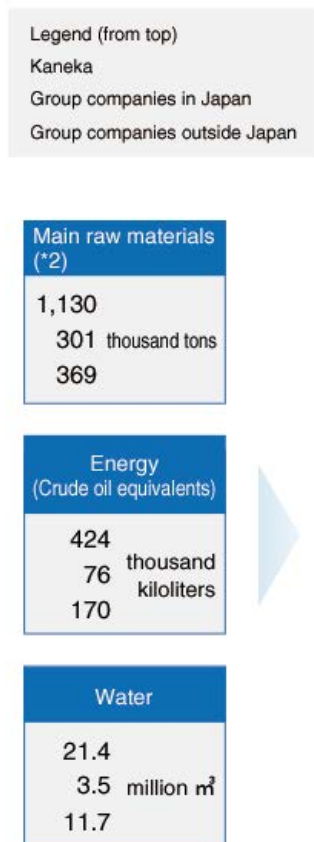 Legend (from top)
Kaneka
Group companies in Japan
Group companies outside Japan
Main raw materials
(*2)
1,130
301 thousand tons
369
Energy
(Crude oil equivalents)
424
76 thousand
kiloliters
170
Water
21.4
3.5 million ㎥
11.7